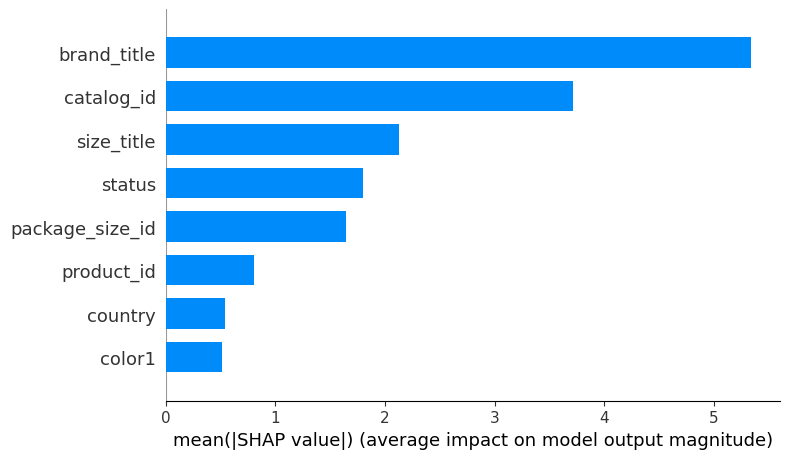 brand_title
catalog_id
size_title
status
package_size_id
product_id
country
color1
0 1 2 3 4 5
mean(|SHAP value|) (average impact on model output magnitude)